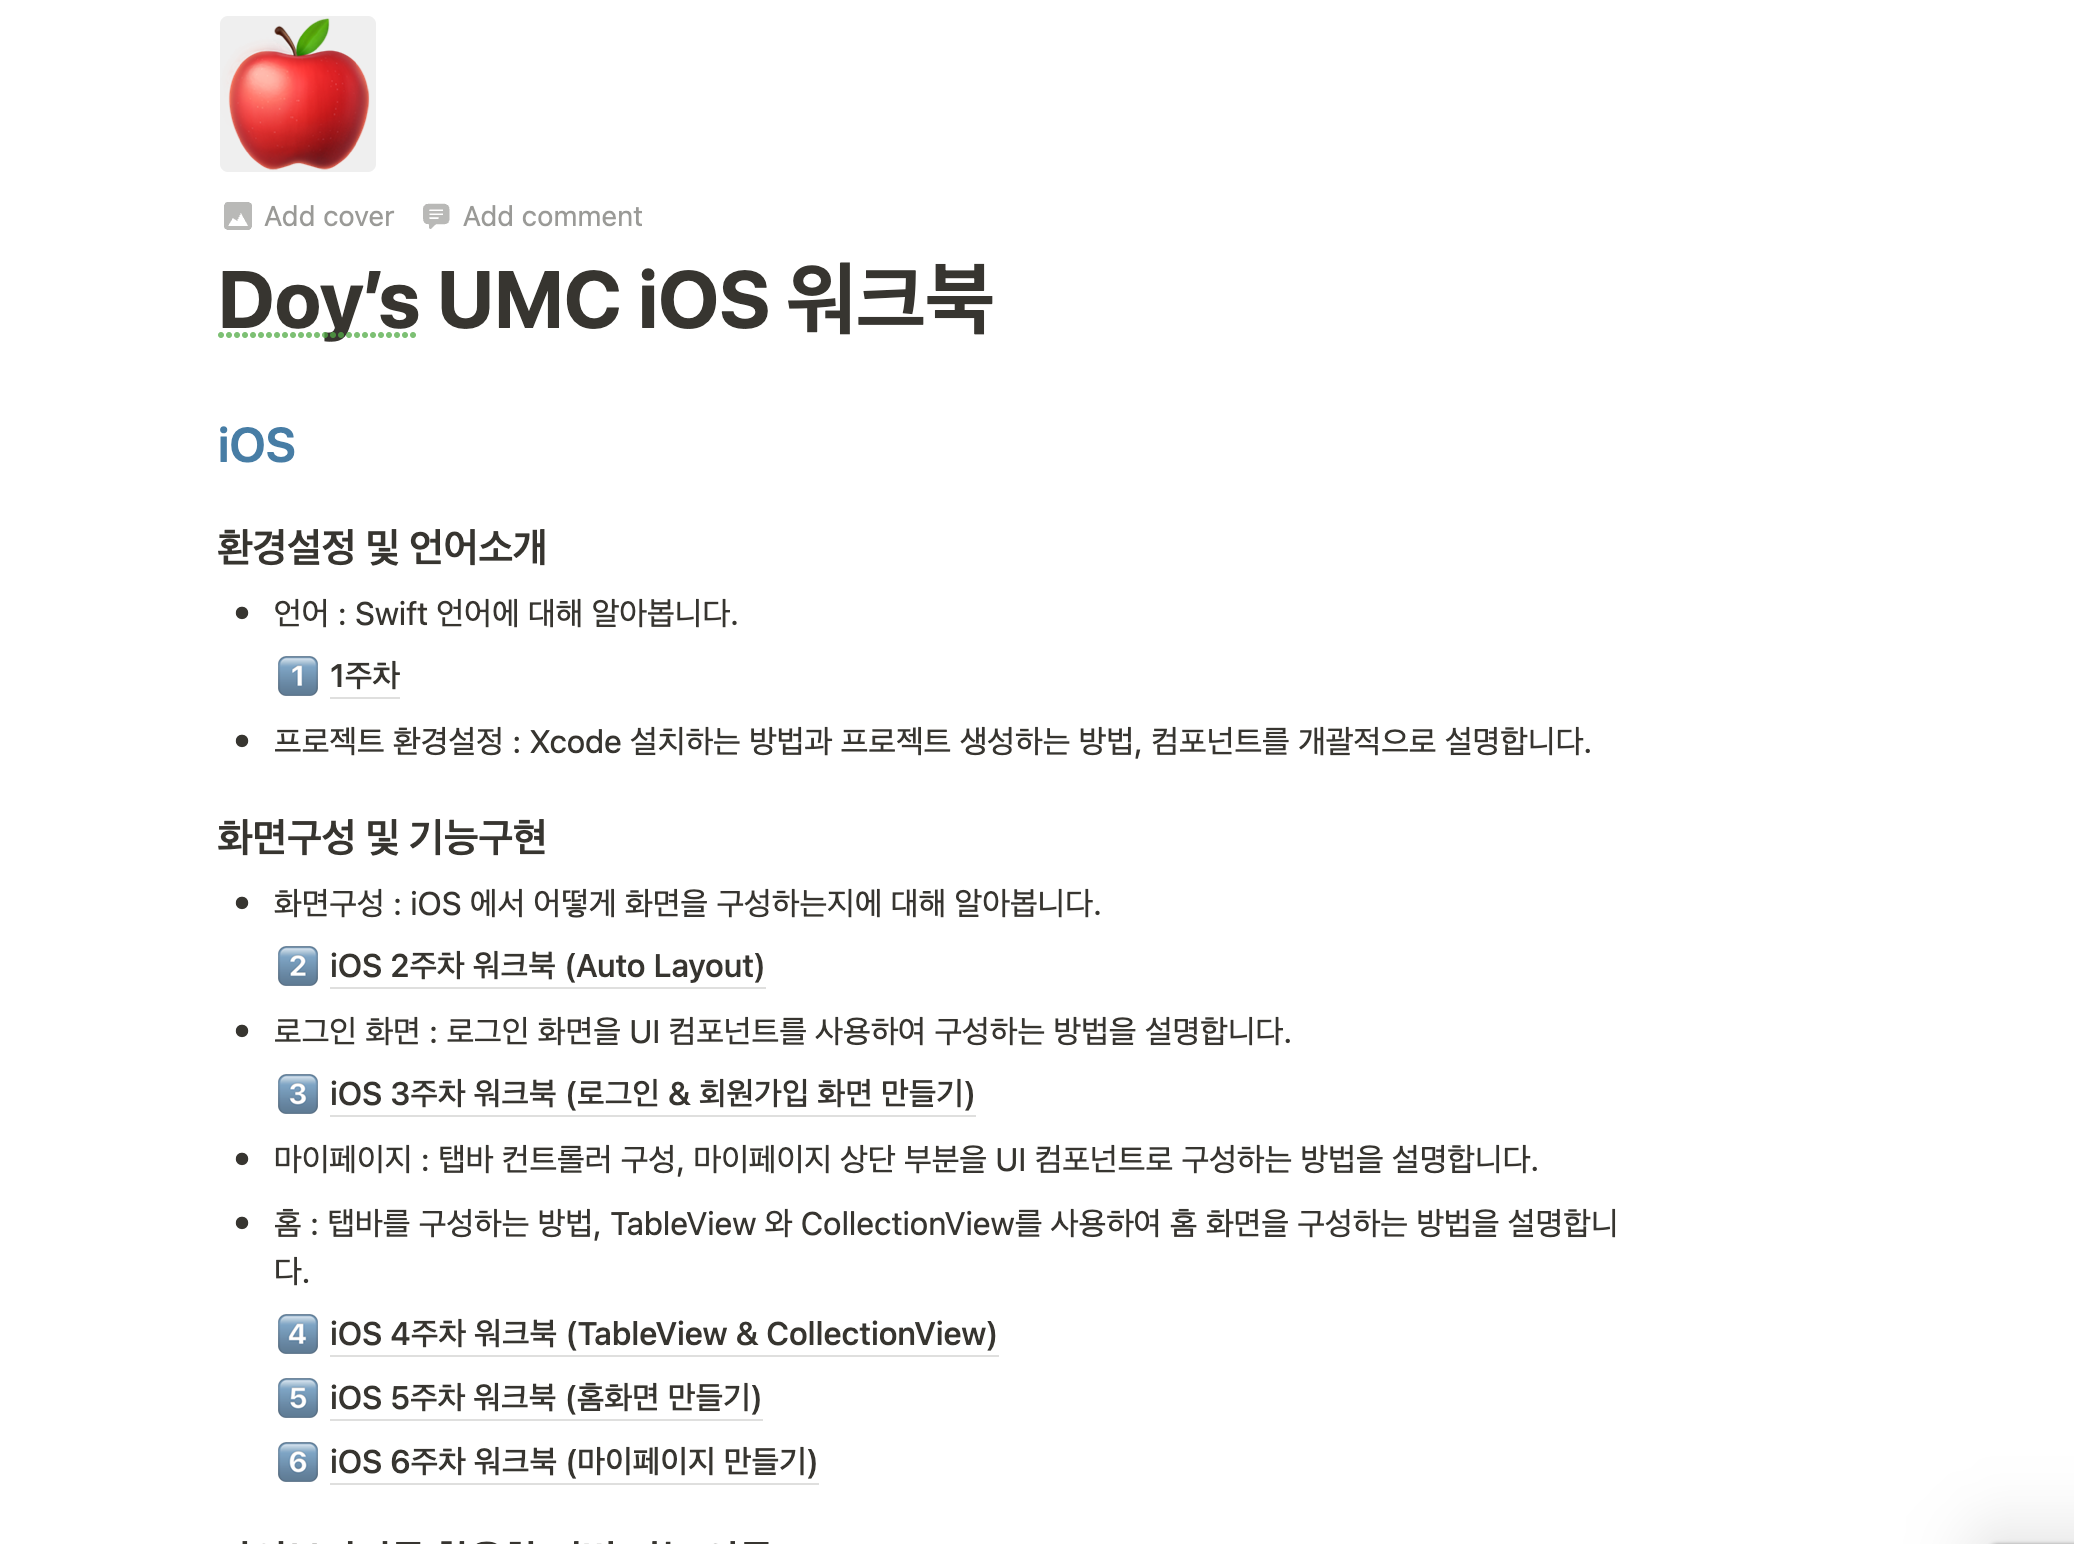 Add cover Add comment
Doy’s UMC iOS 워크북
iOS
환경설정 및 언어소개
언어 : Swift 언어에 대해 알아봅니다.
1 1주차
프로젝트 환경설정 : Xcode 설치하는 방법과 프로젝트 생성하는 방법, 컴포넌트를 개괄적으로 설명합니다.
화면구성 및 기능구현
화면구성 : iOS 에서 어떻게 화면을 구성하는지에 대해 알아봅니다.
2 iOS 2주차 워크북 (Auto Layout)
로그인 화면 : 로그인 화면을 UI 컴포넌트를 사용하여 구성하는 방법을 설명합니다.
3 iOS 3주차 워크북 (로그인 & 회원가입 화면 만들기)
마이페이지 : 탭바 컨트롤러 구성, 마이페이지 상단 부분을 UI 컴포넌트로 구성하는 방법을 설명합니다.
홈 : 탭바를 구성하는 방법, TableView 와 CollectionView를 사용하여 홈 화면을 구성하는 방법을 설명합니
다.
4 iOS 4주차 워크북 (TableView & CollectionView)
5 iOS 5주차 워크북 (홈화면 만들기)
6 iOS 6주차 워크북 (마이페이지 만들기)